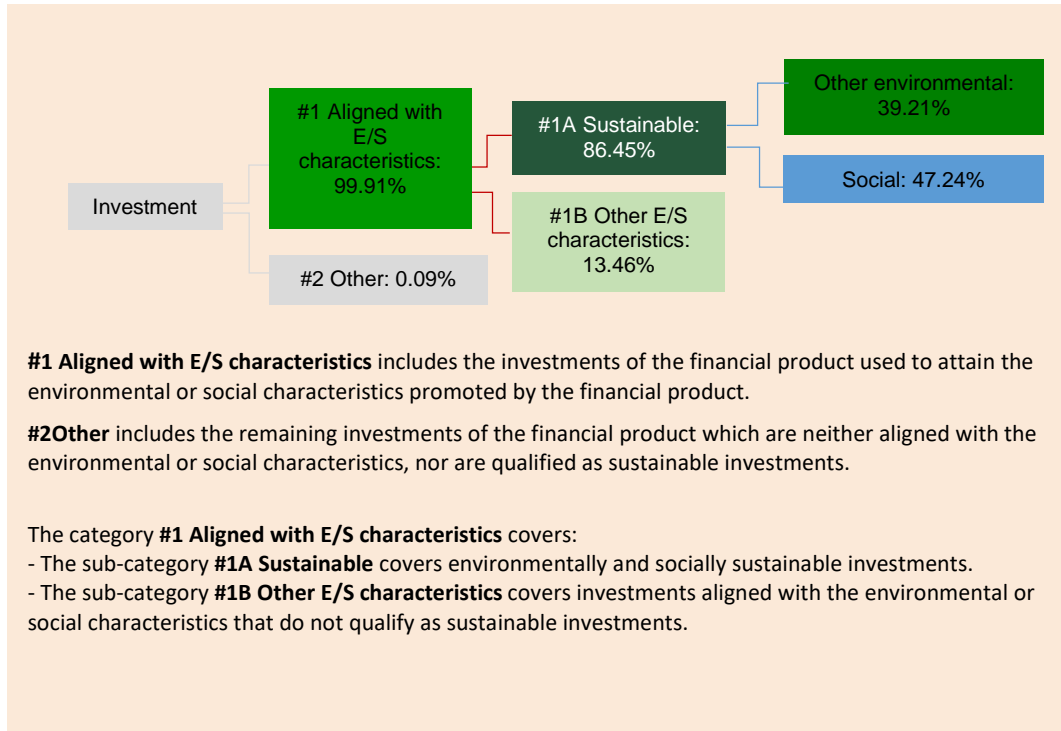 Investment
#1 Aligned with
E/S
characteristics:
99.91%
#2 Other: 0.09%
#1A Sustainable:
86.45%
#1B Other E/S
characteristics:
13.46%
Other environmental:
39.21%
Social: 47.24%
#1 Aligned with E/S characteristics includes the investments of the financial product used to attain the
environmental or social characteristics promoted by the financial product.
#2Other includes the remaining investments of the financial product which are neither aligned with the
environmental or social characteristics, nor are qualified as sustainable investments.
The category #1 Aligned with E/S characteristics covers:
- The sub-category #1A Sustainable covers environmentally and socially sustainable investments.
- The sub-category #1B Other E/S characteristics covers investments aligned with the environmental or
social characteristics that do not qualify as sustainable investments.